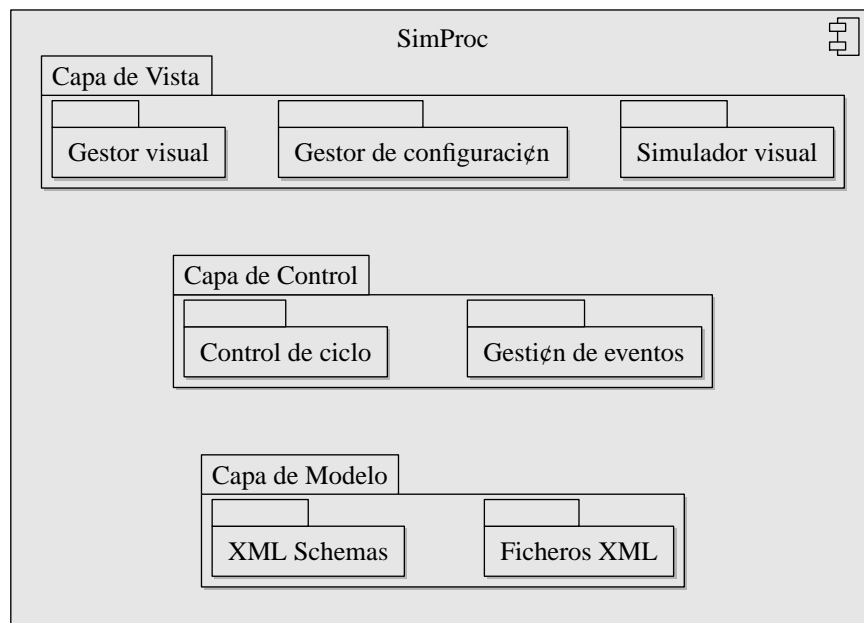 SimProc
Capa de Vista
Gestor visual
Gestor de configuraci¢n
Simulador visual
Capa de Control
Control de ciclo
Gesti¢n de eventos
Capa de Modelo
XML Schemas
Ficheros XML